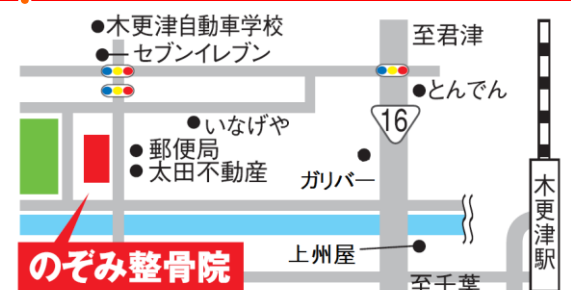 木更津自動車学校
セブンイレブン
至君津
とんでん
16
いなげや
郵便局
太田不動産
ガリバー
木更津駅
上州屋
のぞみ整骨院
至千葉